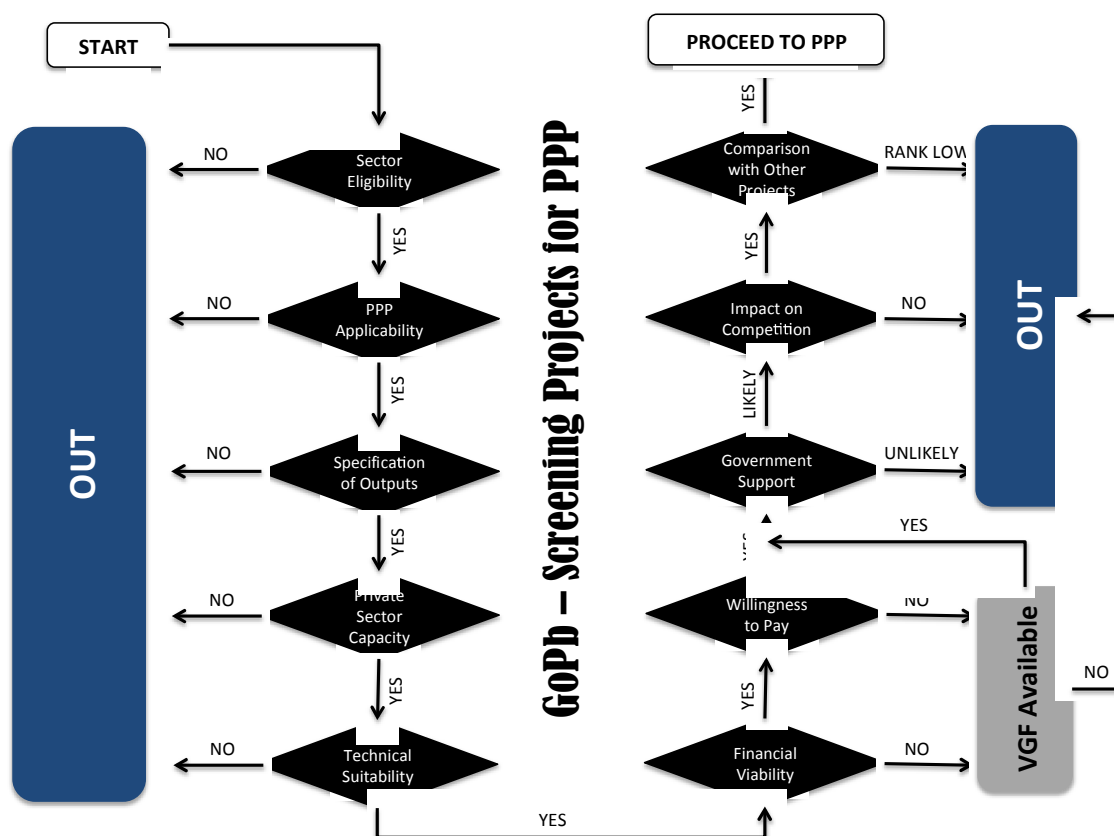 START
NO
Sector
Eligibility
YES
NO
PPP
Applicability
YES
NO
Specification
of Outputs
YES
NO
Private
Sector
Capacity
YES
NO
Technical
Suitability
YES
OUT
GoPb – Screening Projects for PPP
PROCEED TO PPP
YES
Comparison
with Other
Projects
RANK LOW
YES
Impact on
Competition
NO
LIKELY
Government
Support
UNLIKELY
YES
YES
Willingness
to Pay
NO
YES
Financial
Viability
NO
OUT
VGF Available
NO